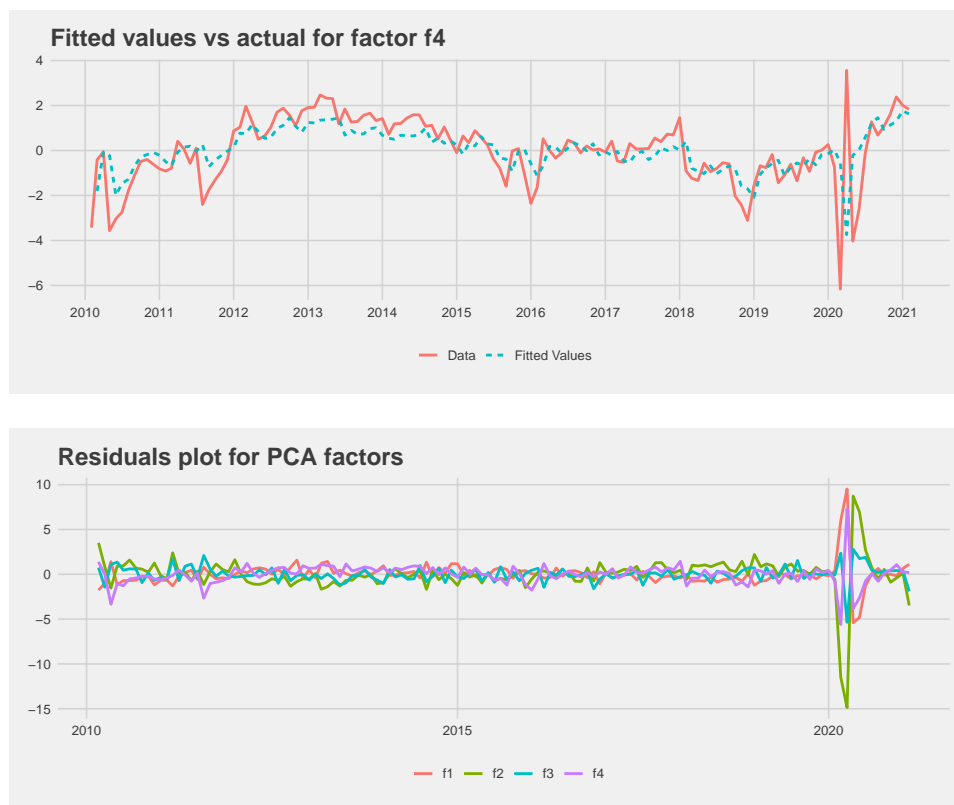 Fitted values vs actual for factor f4
4
2
0
−2
−4
−6
2010 2011 2012 2013 2014 2015 2016 2017 2018 2019 2020 2021
Data Fitted Values
Residuals plot for PCA factors
10
5
0
−5
−10
−15
2010 2015 2020
f1 f2 f3 f4